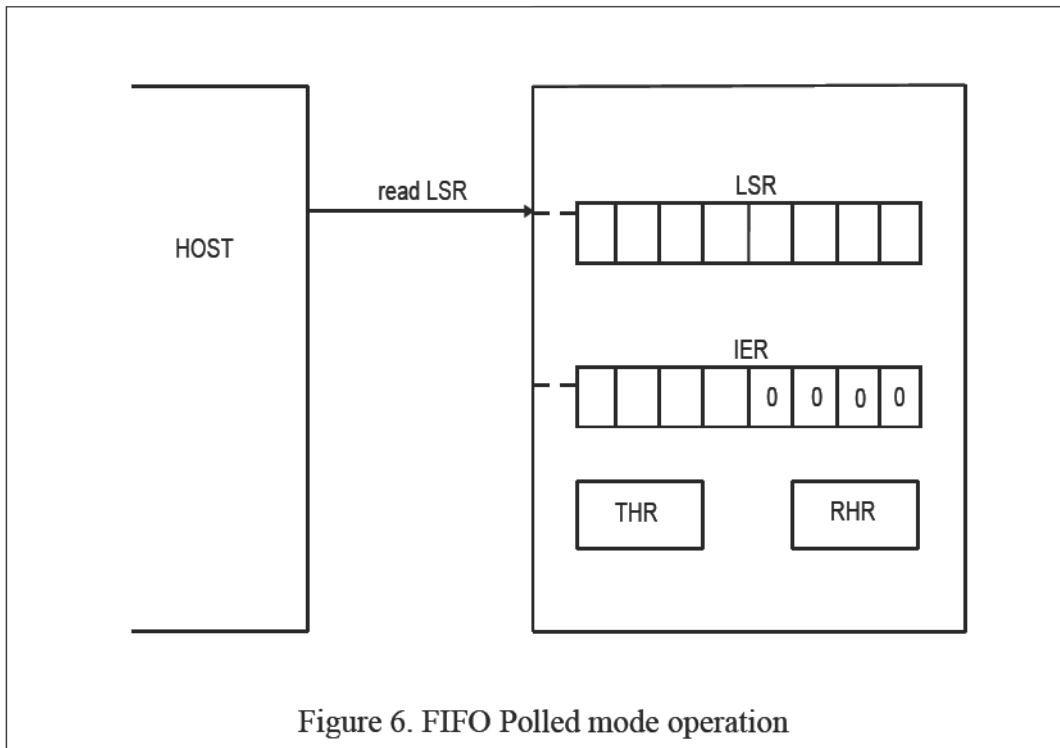 read LSR
LSR
HOST
IER
0 0 0 0
THR
RHR
Figure 6. FIFO Polled mode operation